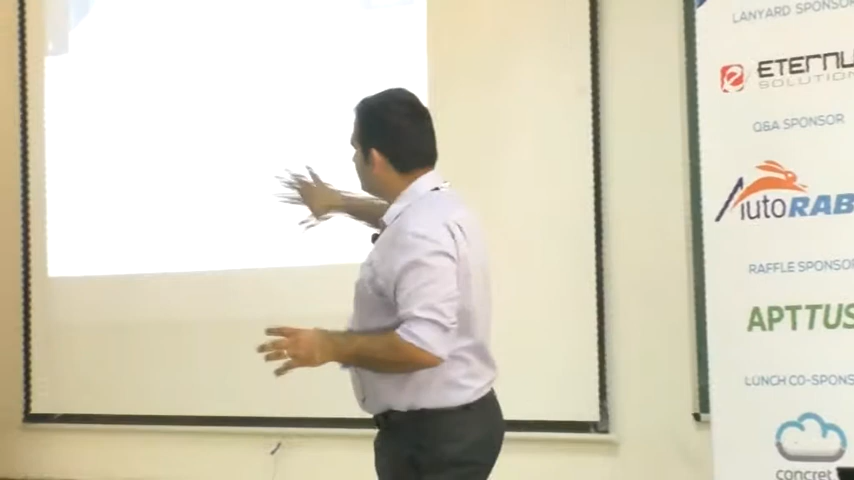 LANYARD SPONSOR
ETERNU
SOLUTION
Q&A SPONSOR
AutoRAB
RAFFLE SPONSOR
APTTUS
LUNCH CO-SPONS
concret